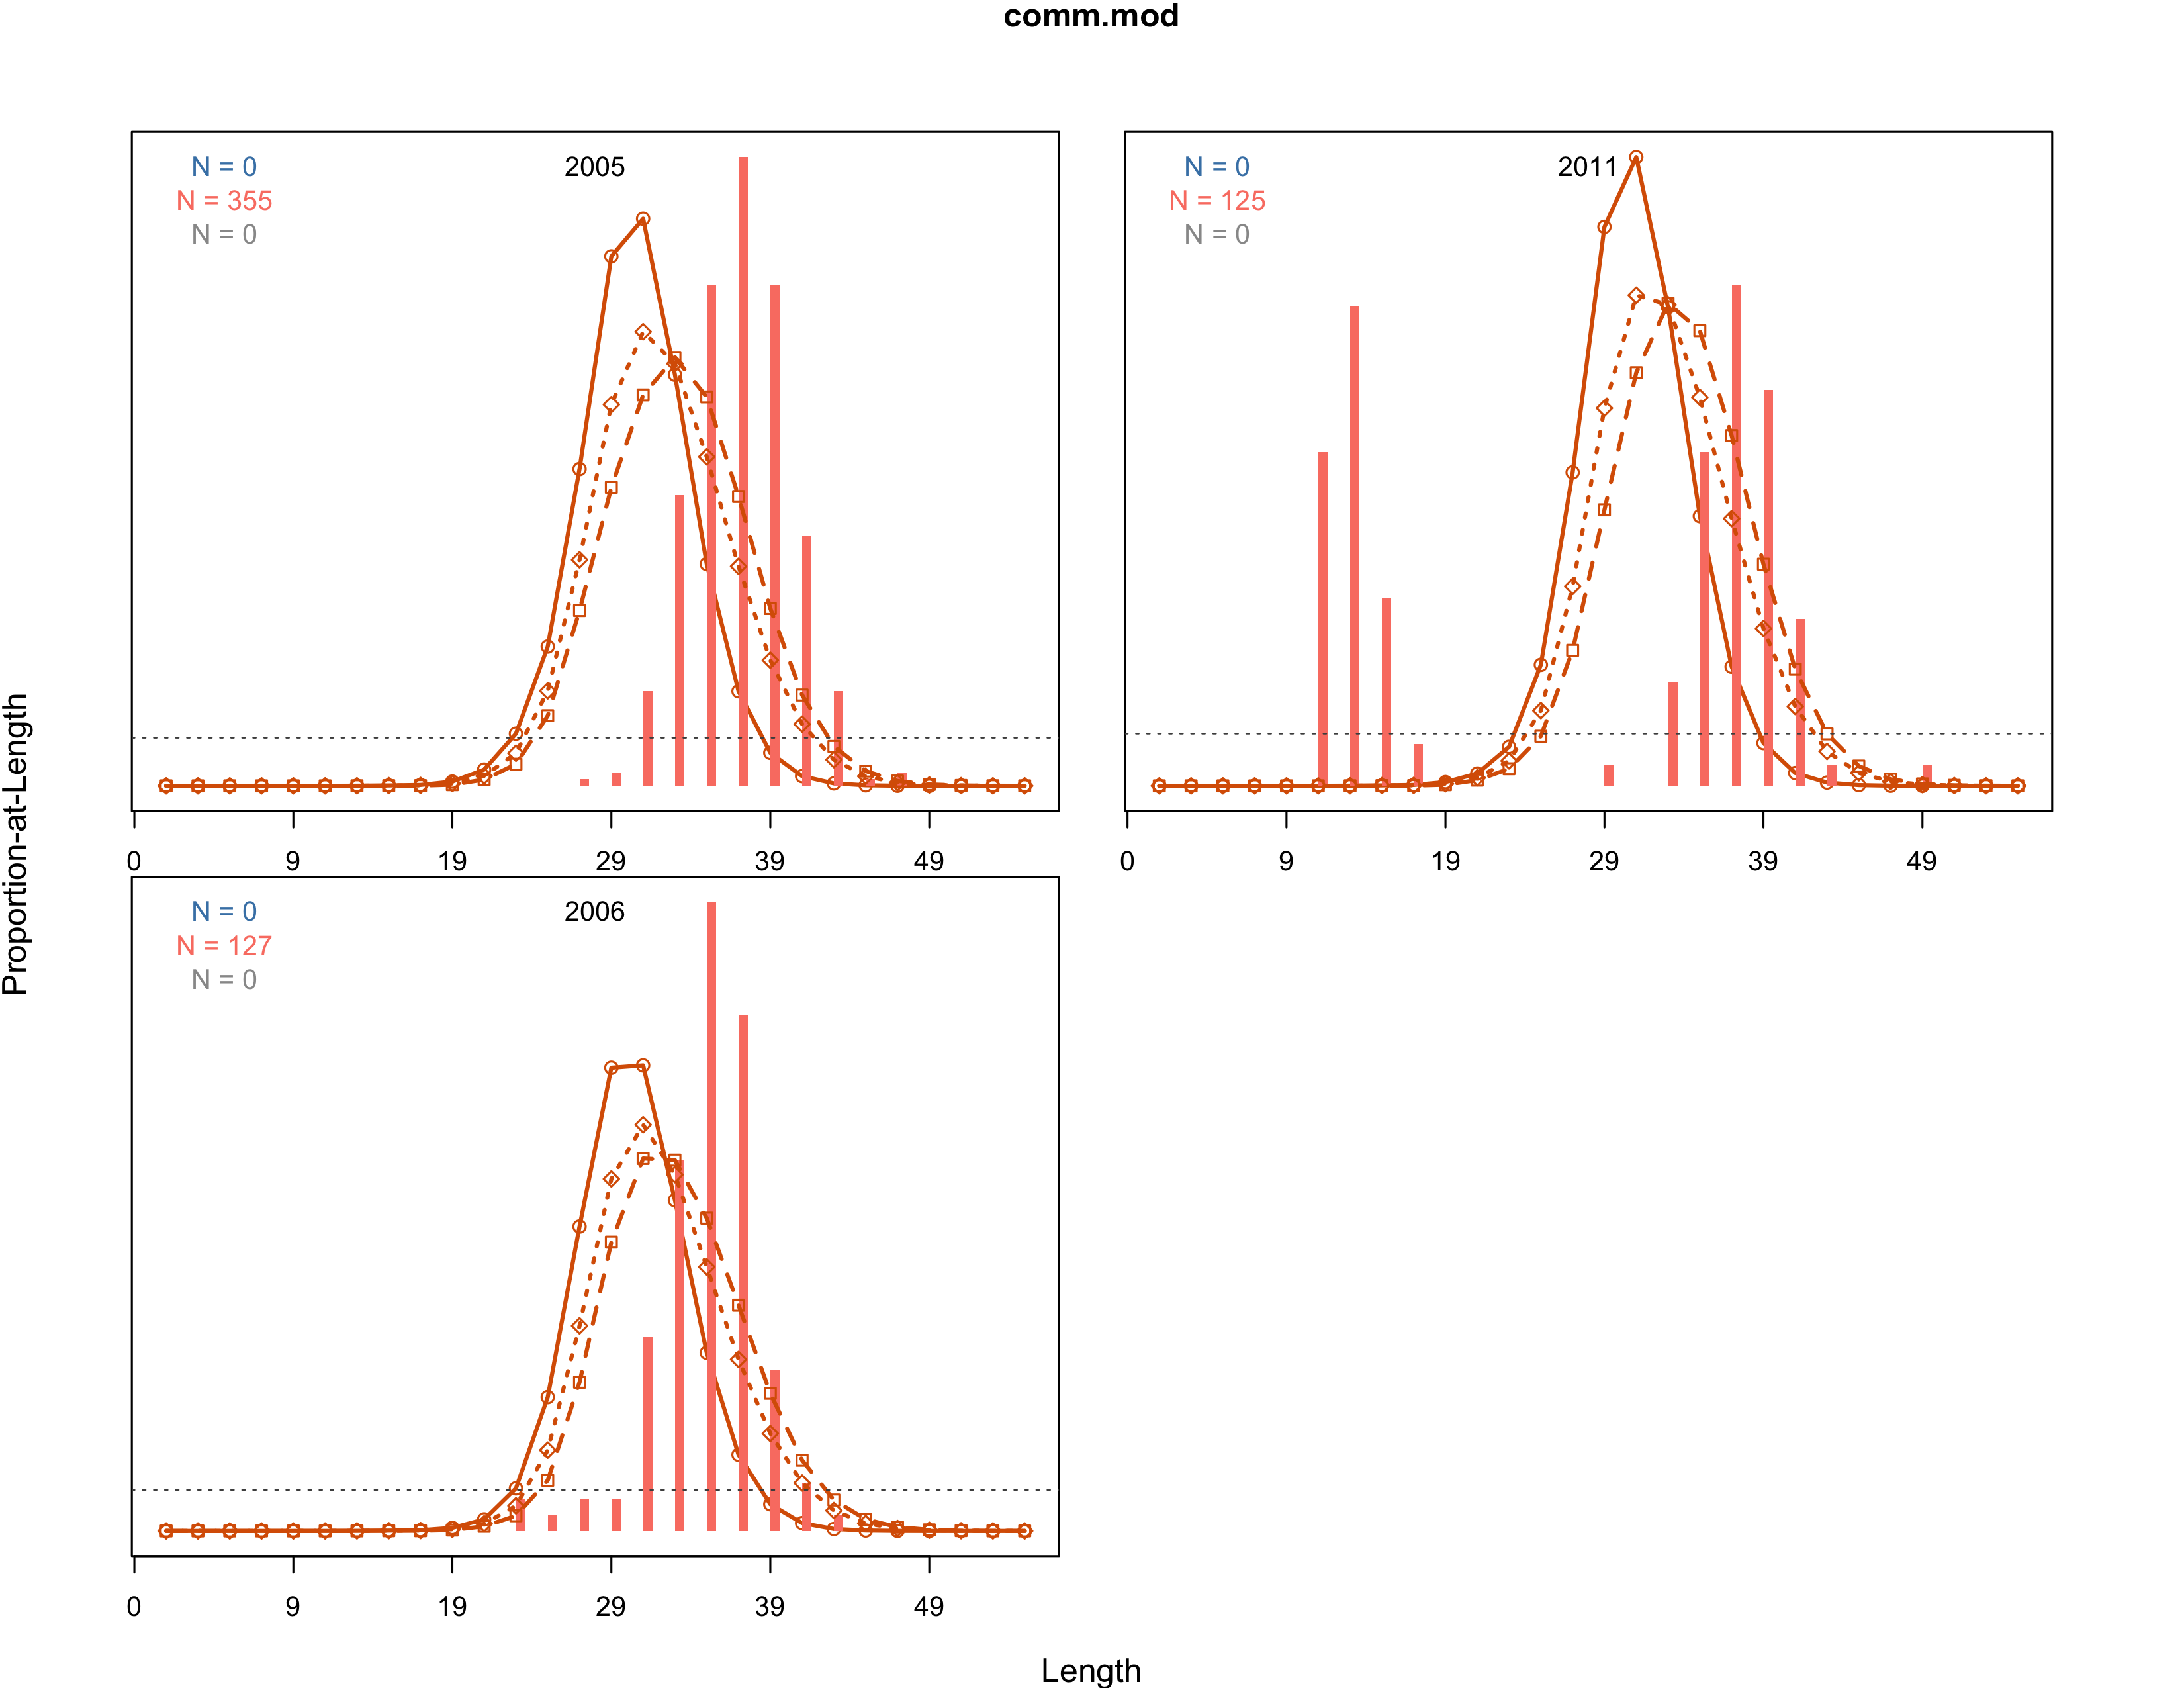 comm.mod
N = 0
2005
N = 355
N = 0
0 9 19 29 39 49
N = 0
2011
N = 125
N = 0
0 9 19 29 39 49
N = 0
2006
N = 127
N = 0
0 9 19 29 39 49
Proportion-at-Length
Length